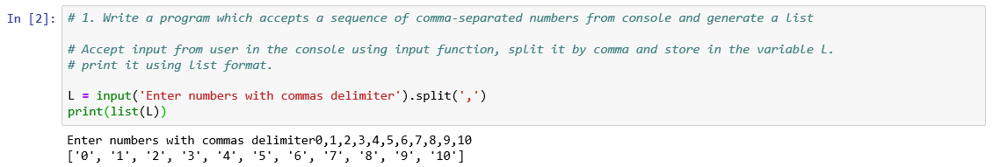 In [2]: # 1. Write a program which accepts a sequence of comma-separated numbers from console and generate a list
# Accept input from user in the console using input function, split it by comma and store in the variable L.
# print it using list format.
L = input('Enter numbers with commas delimiter').split(',')
print(list(L))
Enter numbers with commas delimiter0,1,2,3,4,5,6,7,8,9,10
['0', '1', '2', '3', '4', '5', '6', '7', '8', '9', '10']